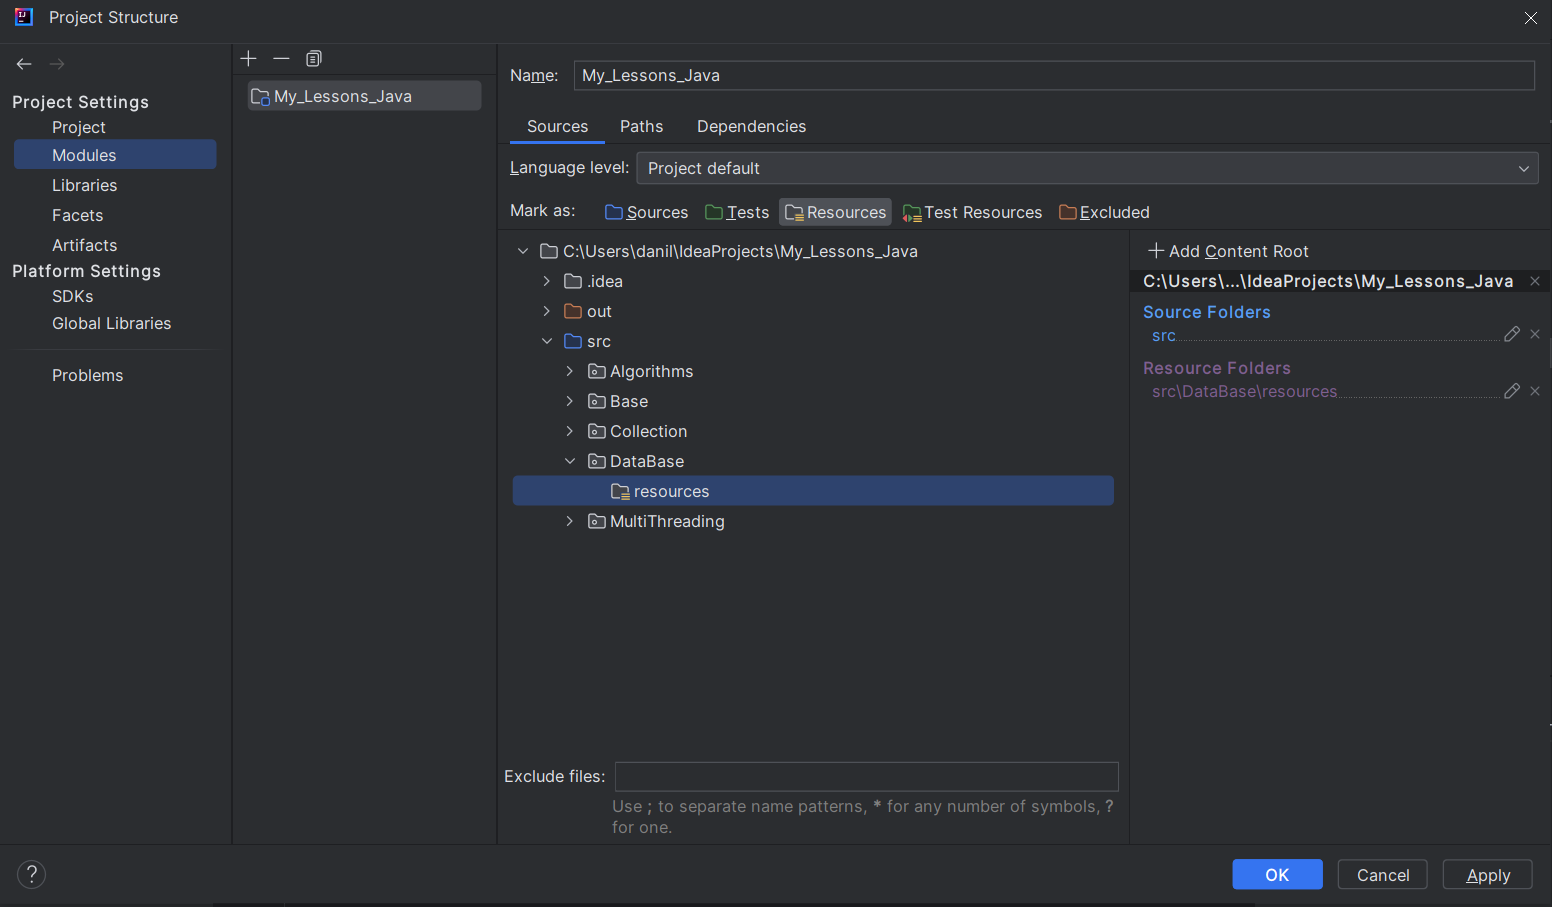 Project Structure
Project Settings
Project
Modules
Libraries
Facets
Artifacts
Platform Settings
SDKs
Global Libraries
Problems
My_Lessons_Java
Name: My_Lessons_Java
Sources Paths Dependencies
Language level: Project default
Mark as: Sources Tests Resources Test Resources Excluded
C:\Users\danil\IdeaProjects\My_Lessons_Java
.idea
out
src
Algorithms
Base
Collection
DataBase
resources
MultiThreading
Exclude files:
Use ; to separate name patterns, * for any number of symbols, ?
for one.
Add Content Root
C:\Users\...\IdeaProjects\My_Lessons_Java
Source Folders
src
Resource Folders
src\DataBase\resources
?
OK Cancel Apply